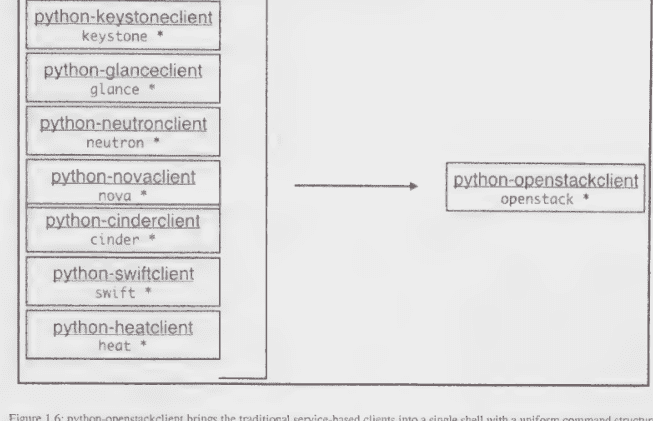 python-keystoneclient
keystone *
python-glanceclient
glance *
python-neutronclient
neutron *
python-novaclient
nova *
python-cinderclient
cinder *
python-swiftclient
swift *
python-heatclient
heat *
python-openstackclient
openstack *
Figure 1.6: python-openstackclient brings the traditional service-based clients into a single shell with a uniform command structure